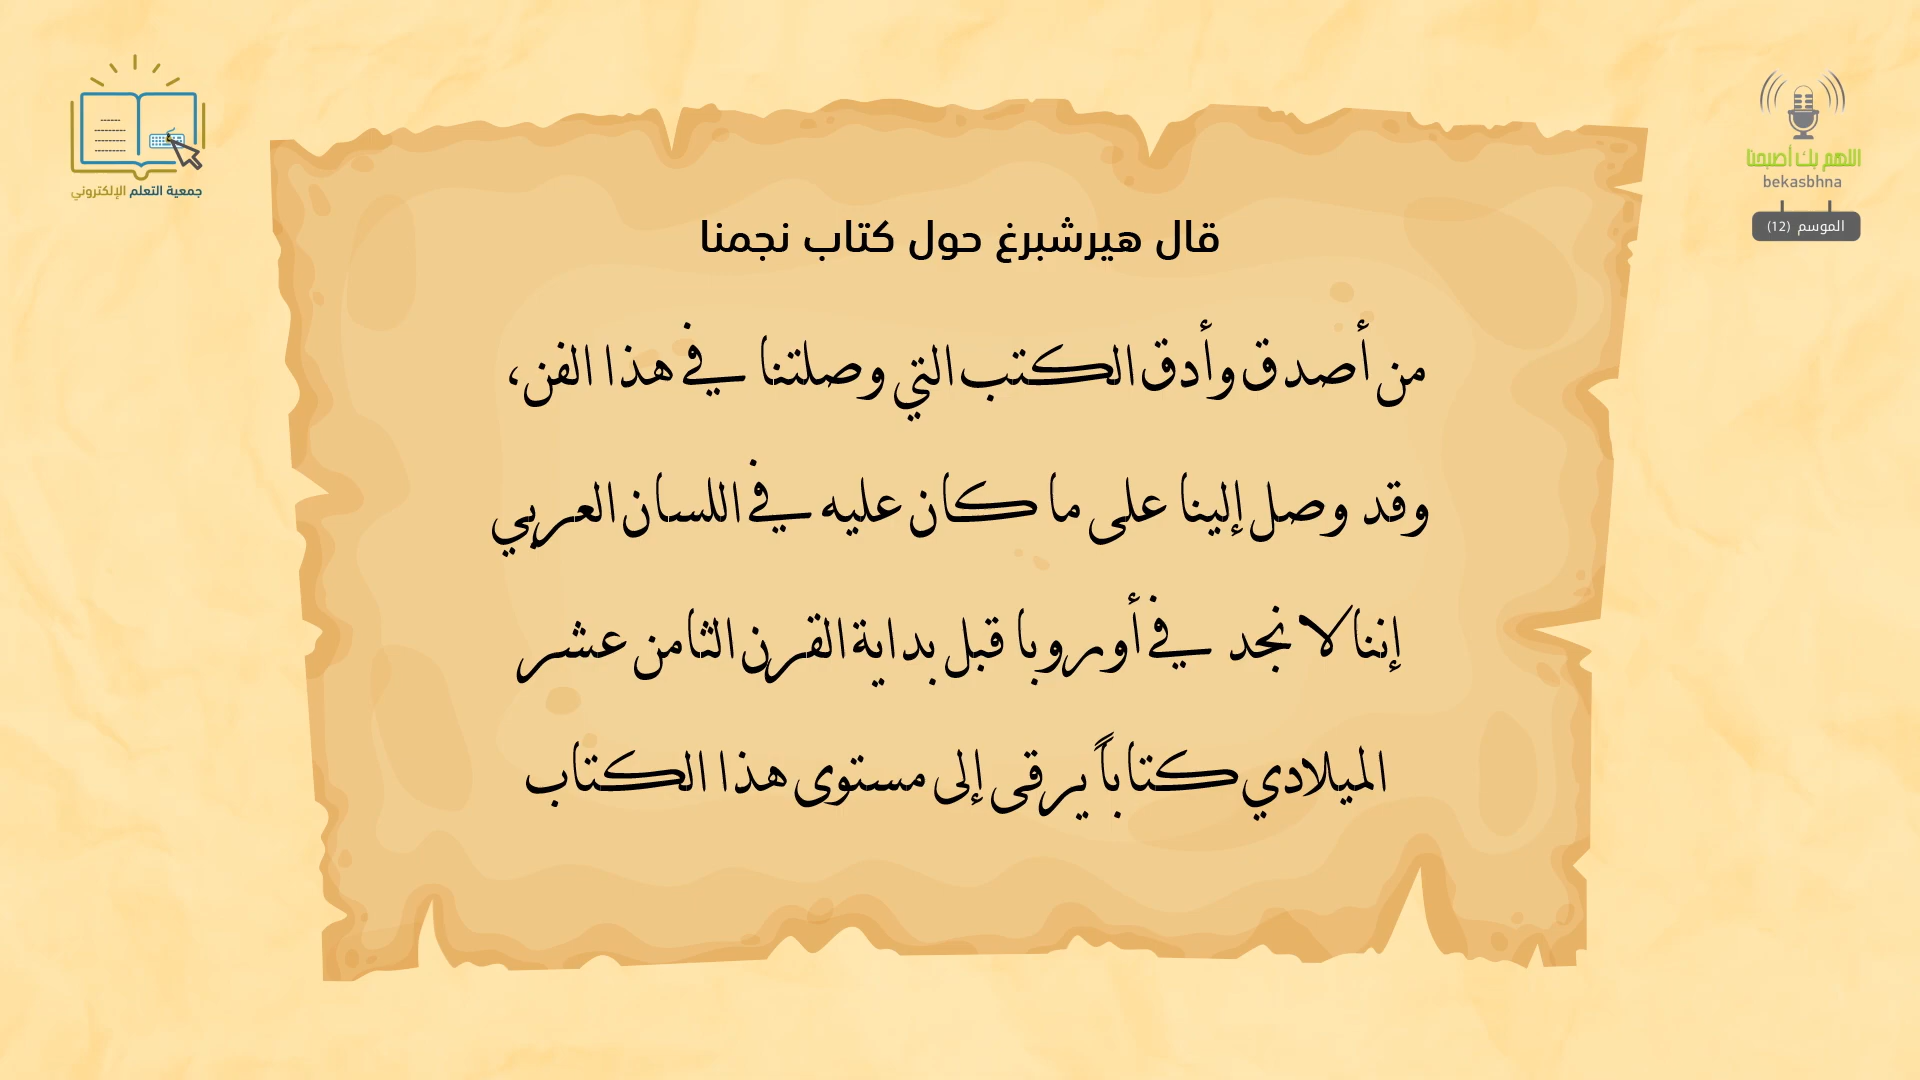 جمعية التعلم الإلكتروني
اللهم بك أصبحنا
bekasbhna
الموسم (12)
قال هيرشبرغ حول كتاب نجمنا
من أصدق وأدق الكتب التي وصلتنا في هذا الفن،
وقد وصل إلينا على ما كان عليه في اللسان العربي
إننا لا نجد في أوروبا قبل بداية القرن الثامن عشر
الميلادي كتاباً يرقى إلى مستوى هذا الكتاب